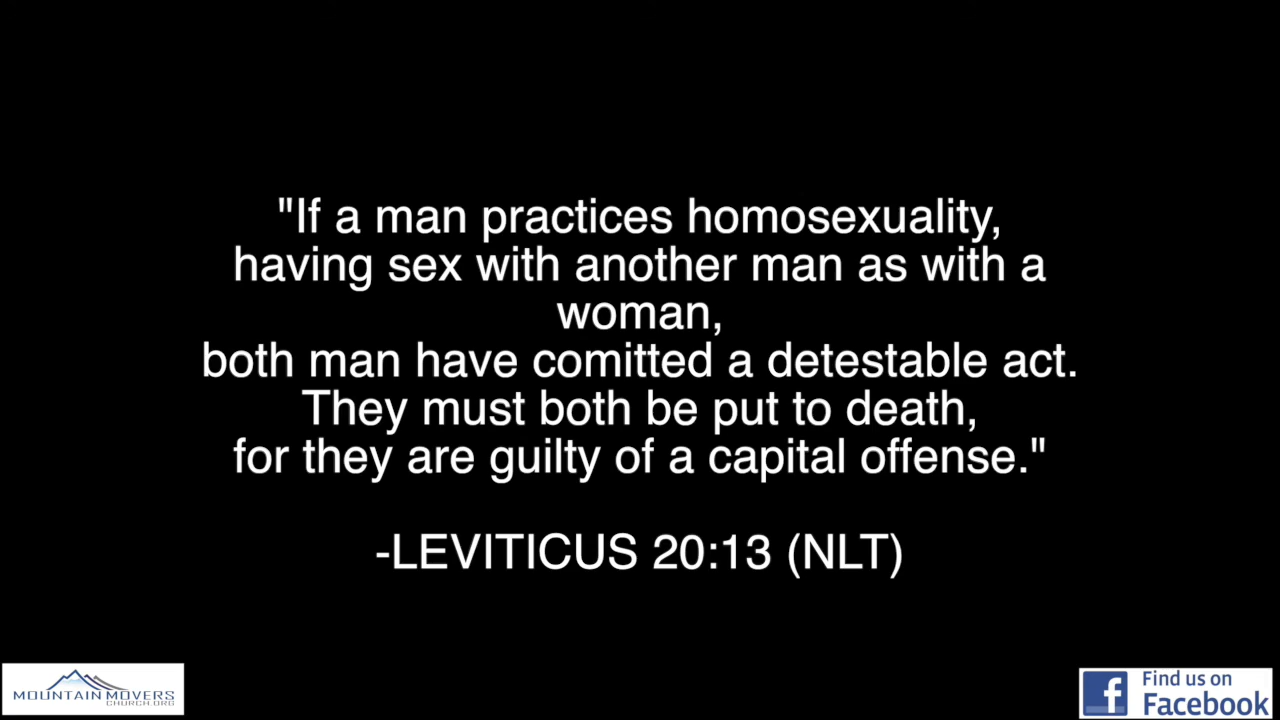 "If a man practices homosexuality,
having sex with another man as with a
woman,
both man have comitted a detestable act.
They must both be put to death,
for they are guilty of a capital offense."
-LEVITICUS 20:13 (NLT)
MOUNTAIN MOVERS
CHURCH.ORG
f Find us on
Facebook